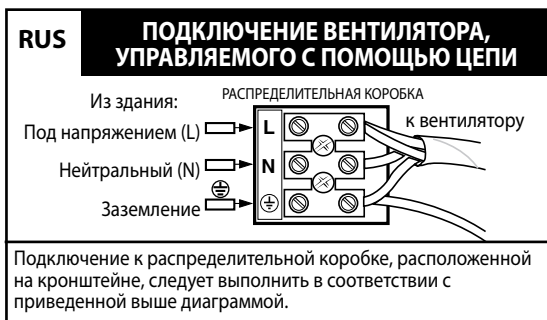 RUS
ПОДКЛЮЧЕНИЕ ВЕНТИЛЯТОРА,
УПРАВЛЯЕМОГО С ПОМОЩЬЮ ЦЕПИ
Из здания:
РАСПРЕДЕЛИТЕЛЬНАЯ КОРОБКА
к вентилятору
Под напряжением (L)
L
Нейтральный (N)
N
Заземление
Подключение к распределительной коробке, расположенной
на кронштейне, следует выполнить в соответствии с
приведенной выше диаграммой.